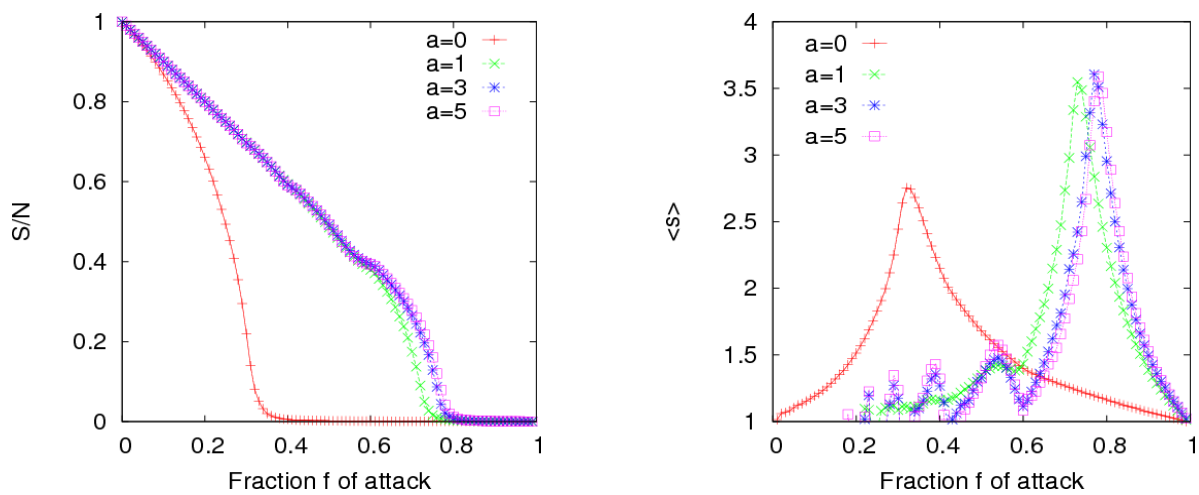 1
0.8
0.6
0.4
0.2
0
0 0.2 0.4 0.6 0.8 1
S/N
Fraction f of attack
a=0
a=1
a=3
a=5
4
3.5
3
2.5
2
1.5
1
0 0.2 0.4 0.6 0.8 1
<s>
Fraction f of attack
a=0
a=1
a=3
a=5